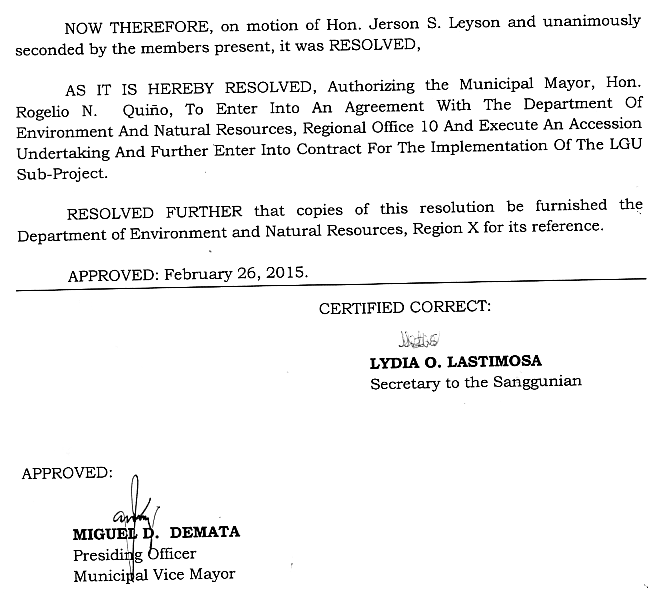 NOW THEREFORE, on motion of Hon. Jerson S. Leyson and unanimously
seconded by the members present, it was RESOLVED,
AS IT IS HEREBY RESOLVED, Authorizing the Municipal Mayor, Hon.
Rogelio N. Quiño, To Enter Into An Agreement With The Department Of
Environment And Natural Resources, Regional Office 10 And Execute An Accession
Undertaking And Further Enter Into Contract For The Implementation Of The LGU
Sub-Project.
RESOLVED FURTHER that copies of this resolution be furnished the
Department of Environment and Natural Resources, Region X for its reference.
APPROVED: February 26, 2015.
CERTIFIED CORRECT:
LYDIA O. LASTIMOSA
Secretary to the Sanggunian
APPROVED:
MIGUEL D. DEMATA
Presiding Officer
Municipal Vice Mayor